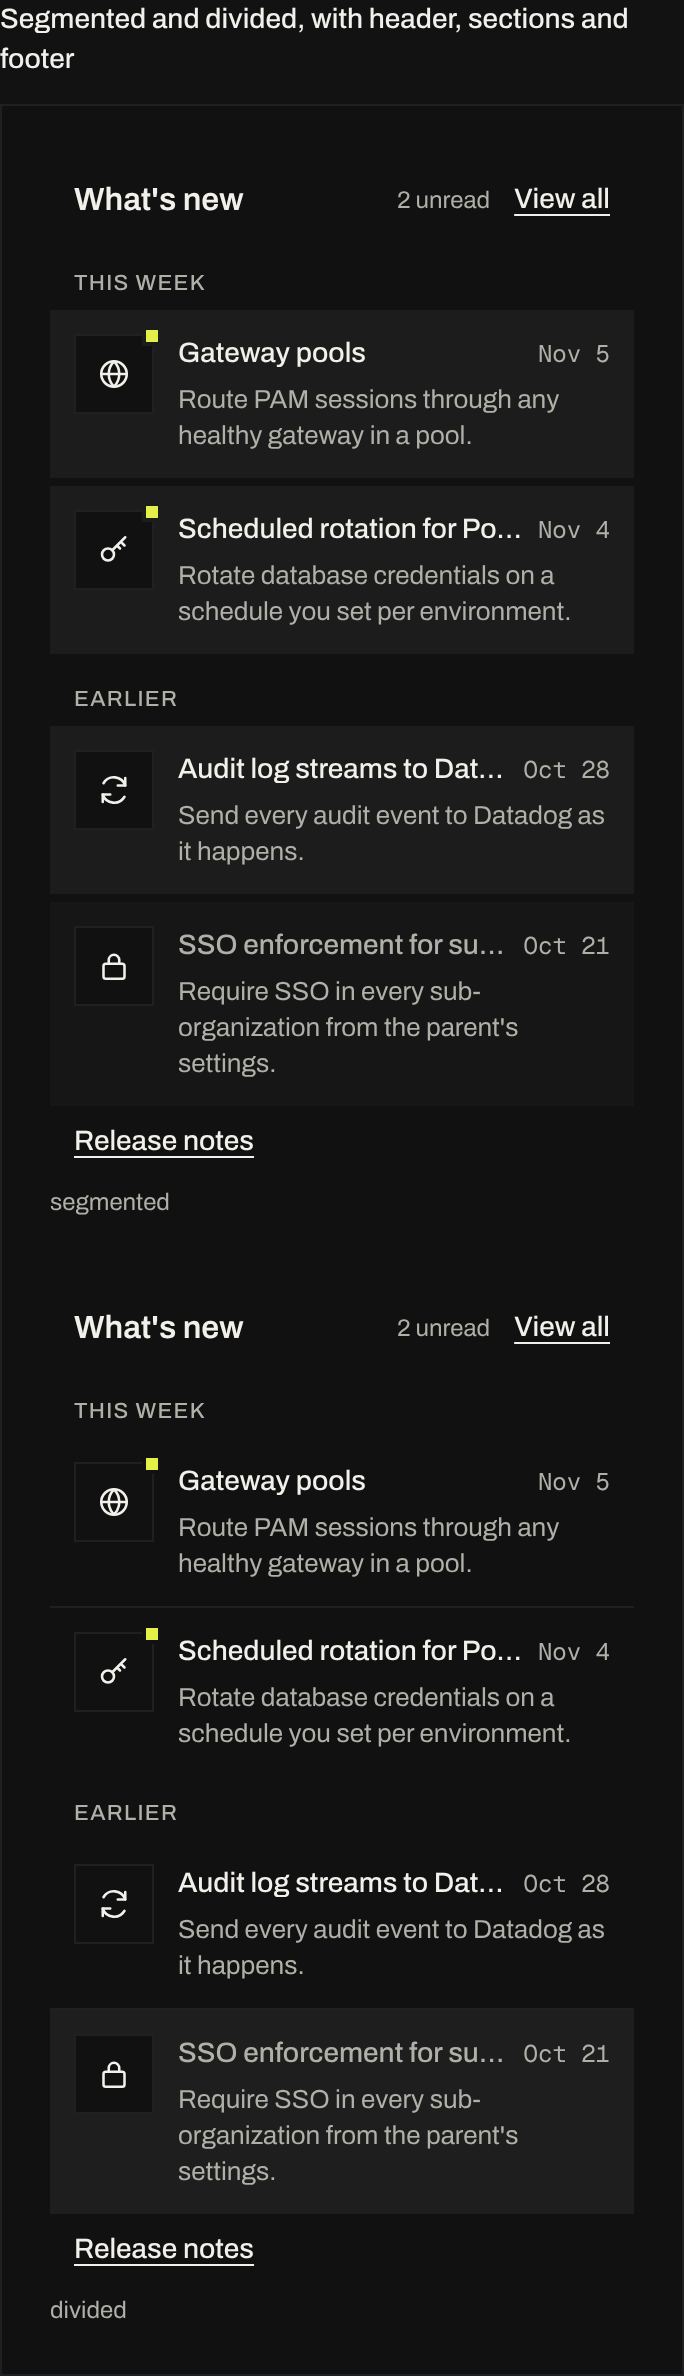 Segmented and divided, with header, sections and
footer
What's new
2 unread
View all
THIS WEEK
Gateway pools
Nov 5
Route PAM sessions through any
healthy gateway in a pool.
Scheduled rotation for Po...
Nov 4
Rotate database credentials on a
schedule you set per environment.
EARLIER
Audit log streams to Dat...
Oct 28
Send every audit event to Datadog as
it happens.
SSO enforcement for su...
Oct 21
Require SSO in every sub-
organization from the parent's
settings.
Release notes
segmented
What's new
2 unread
View all
THIS WEEK
Gateway pools
Nov 5
Route PAM sessions through any
healthy gateway in a pool.
Scheduled rotation for Po...
Nov 4
Rotate database credentials on a
schedule you set per environment.
EARLIER
Audit log streams to Dat...
Oct 28
Send every audit event to Datadog as
it happens.
SSO enforcement for su...
Oct 21
Require SSO in every sub-
organization from the parent's
settings.
Release notes
divided